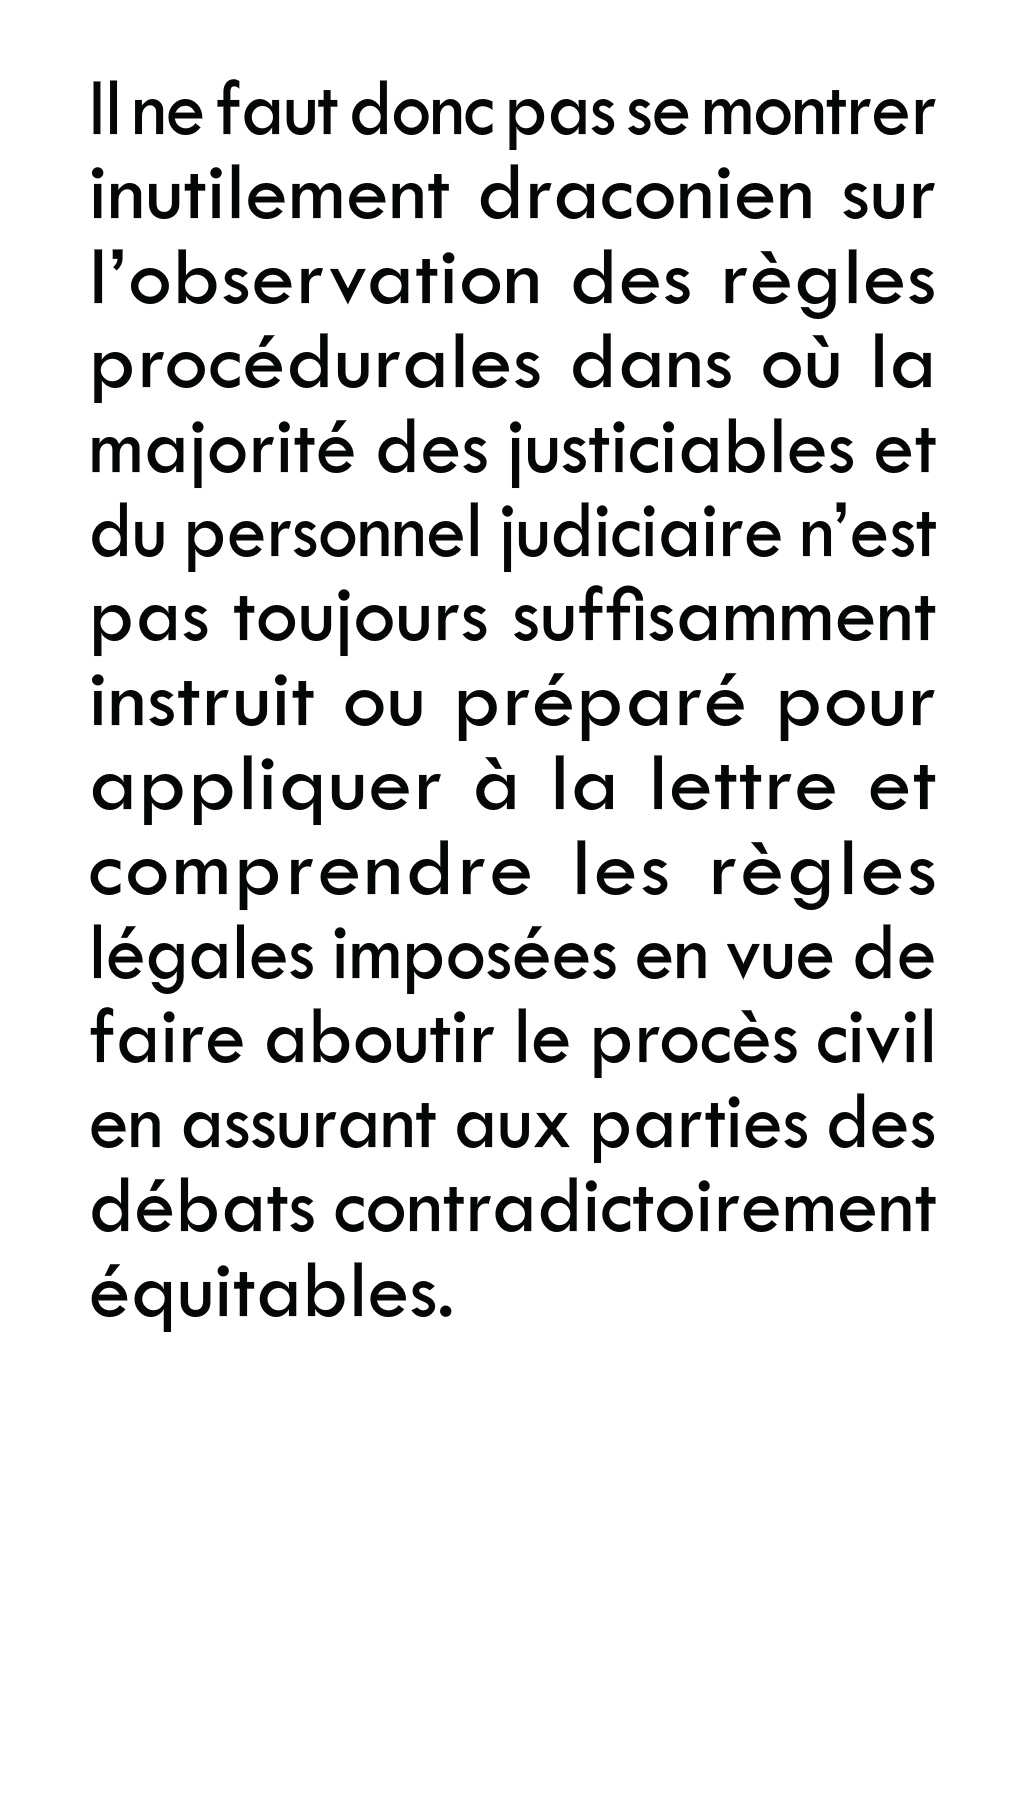 Il ne faut donc pas se montrer
inutilement draconien sur
l’observation des règles
procédurales dans où la
majorité des justiciables et
du personnel judiciaire n’est
pas toujours suffisamment
instruit ou préparé pour
appliquer à la lettre et
comprendre les règles
légales imposées en vue de
faire aboutir le procès civil
en assurant aux parties des
débats contradictoirement
équitables.